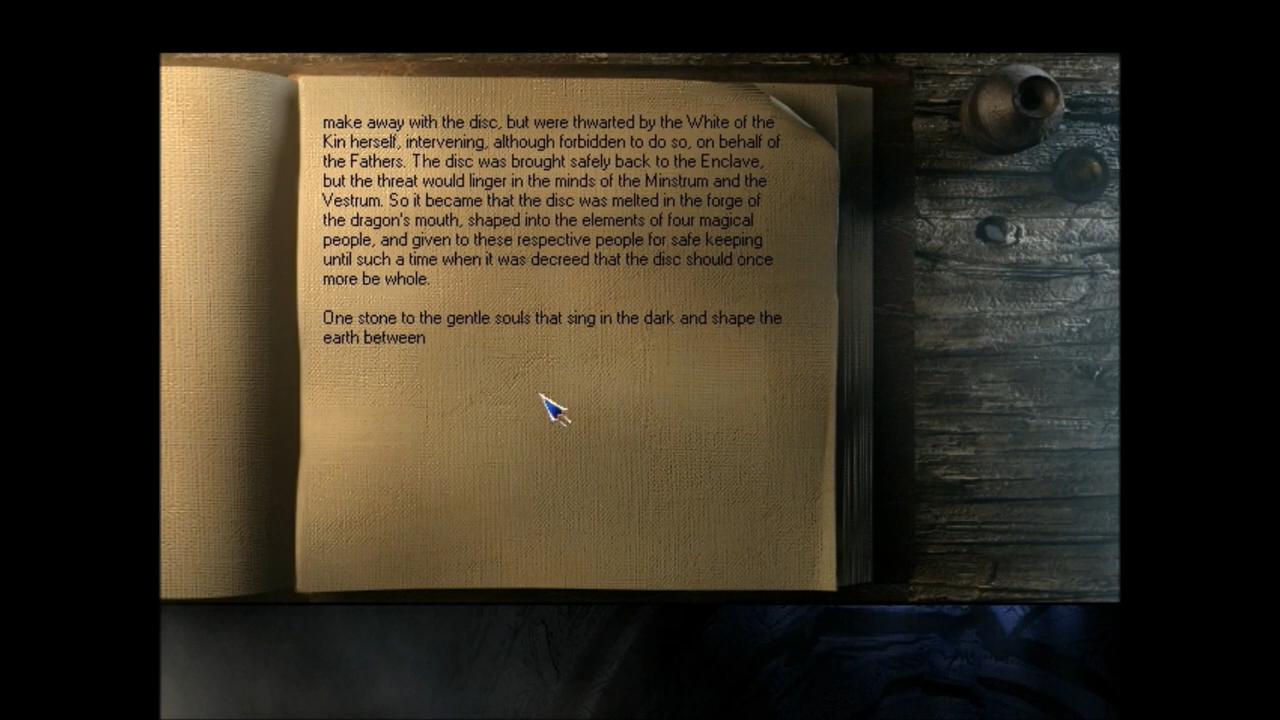 make away with the disc, but were thwarted by the White of the
Kin herself, intervening, although forbidden to do so, on behalf of
the Fathers. The disc was brought safely back to the Enclave,
but the threat would linger in the minds of the Minstrum and the
Vestrum. So it became that the disc was melted in the forge of
the dragon's mouth, shaped into the elements of four magical
people, and given to these respective people for safe keeping
until such a time when it was decreed that the disc should once
more be whole.
One stone to the gentle souls that sing in the dark and shape the
earth between